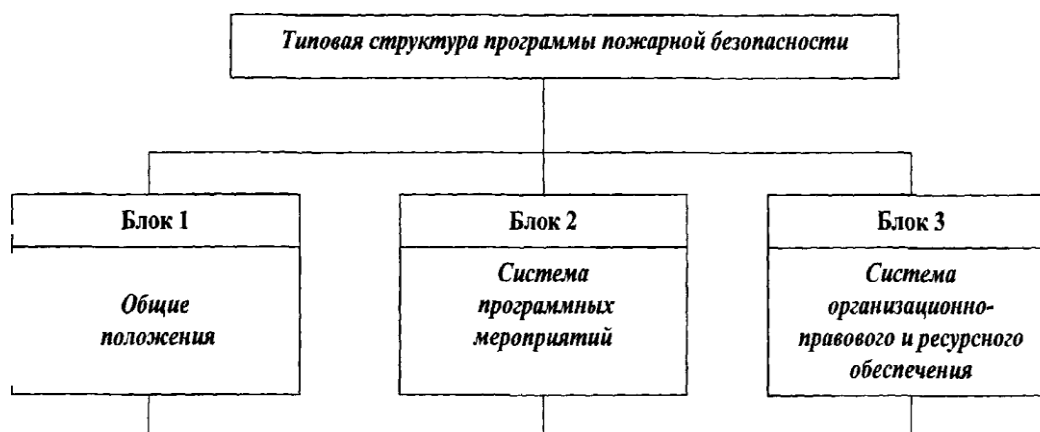 Типовая структура программы пожарной безопасности
Блок 1
Общие
положения
Блок 2
Система
программных
мероприятий
Блок 3
Система
организационно-
правового и ресурсного
обеспечения